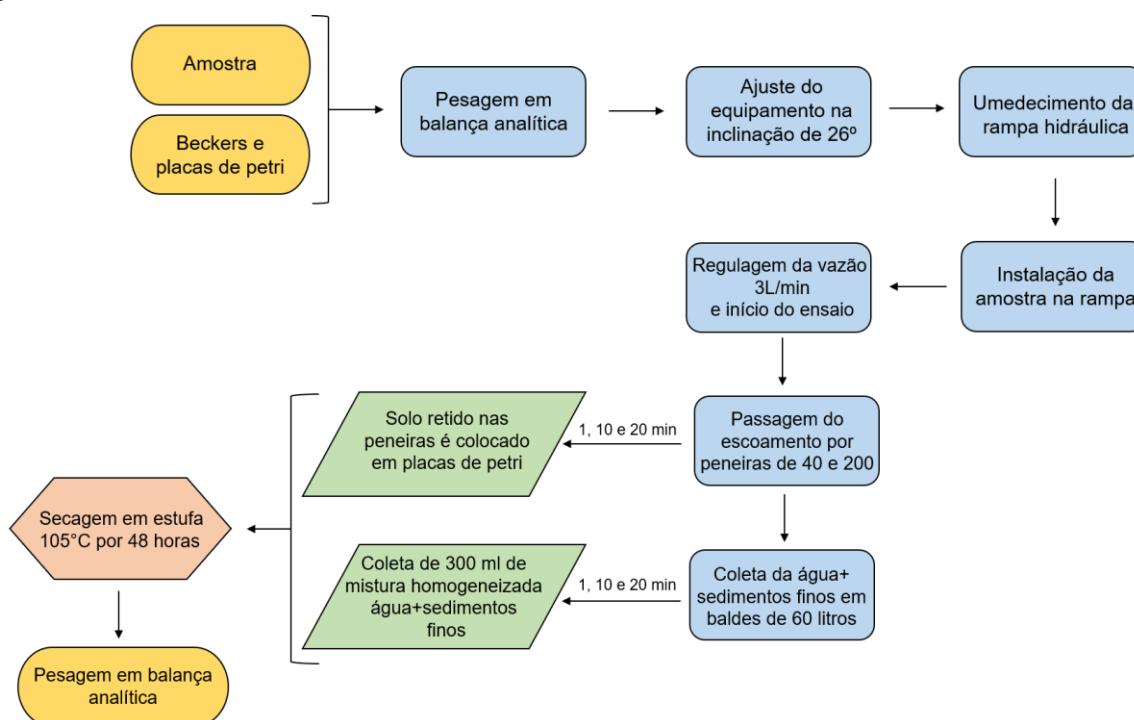 Amostra
Beckers e
placas de petri
Pesagem em
balança analítica
Ajuste do
equipamento na
inclinação de 26º
Umedecimento da
rampa hidráulica
Instalação da
amostra na rampa
Regulagem da vazão
3L/min
e início do ensaio
Passagem do
escoamento por
peneiras de 40 e 200
1, 10 e 20 min
Solo retido nas
peneiras é colocado
em placas de petri
Coleta da água+
sedimentos finos em
baldes de 60 litros
1, 10 e 20 min
Coleta de 300 ml de
mistura homogeneizada
água+sedimentos
finos
Secagem em estufa
105°C por 48 horas
Pesagem em balança
analítica